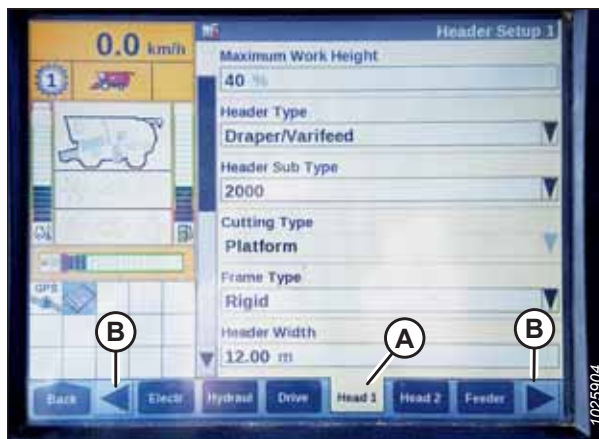 0.0 km/h
Header Setup 1
1
Maximum Work Height
40 %
Header Type
Draper/Varifeed
Header Sub Type
2000
Cutting Type
Platform
Frame Type
Rigid
GPS
Header Width
12.00 m
B
A
B
Back
Electr
Hydraul
Drive
Head 1
Head 2
Feeder
1025904